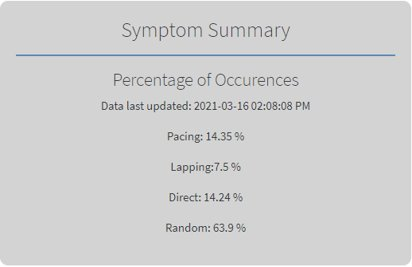 Symptom Summary
Percentage of Occurences
Data last updated: 2021-03-16 02:08:08 PM
Pacing: 14.35 %
Lapping:7.5 %
Direct: 14.24 %
Random: 63.9 %